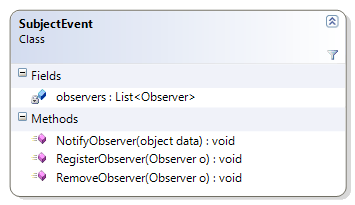 SubjectEvent
Class
Fields
observers : List<Observer>
Methods
NotifyObserver(object data) : void
RegisterObserver(Observer o) : void
RemoveObserver(Observer o) : void